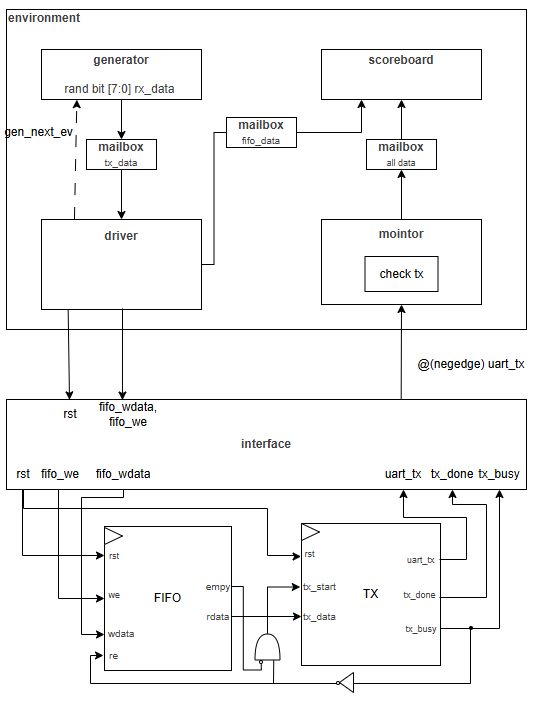 environment
generator
rand bit [7:0] rx_data
scoreboard
gen_next_ev
mailbox
tx_data
mailbox
fifo_data
mailbox
all data
driver
mointor
check tx
@(negedge) uart_tx
rst
fifo_wdata,
fifo_we
interface
rst
fifo_we
fifo_wdata
uart_tx
tx_done
tx_busy
rst
we
wdata
re
FIFO
empy
rdata
rst
tx_start
tx_data
TX
uart_tx
tx_done
tx_busy